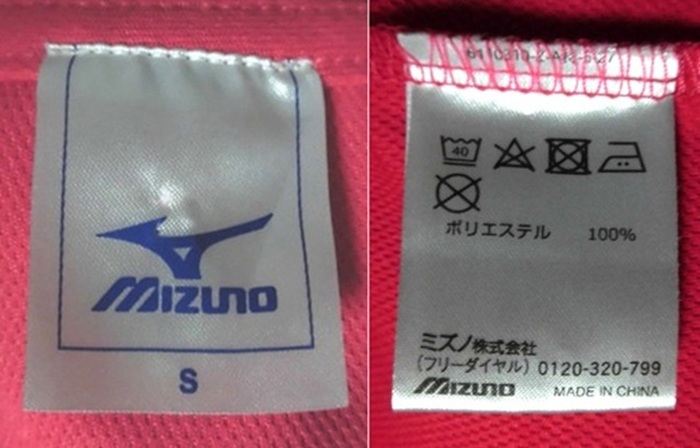 MIZUNO
S
40
ポリエステル 100%
ミズノ株式会社
(フリーダイヤル) 0120-320-799
MIZUNO MADE IN CHINA